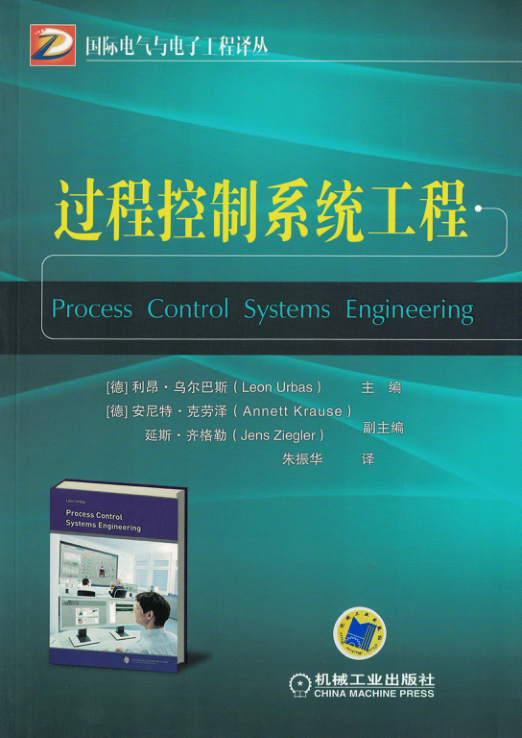 国际电气与电子工程译丛
过程控制系统工程
Process Control Systems Engineering
[德] 利昂·乌尔巴斯(Leon Urbas) 主 编
[德] 安尼特·克劳泽(Annett Krause)
延斯·齐格勒(Jens Ziegler) 副主编
朱振华 译
Leon Urbas
Process Control
Systems Engineering
机械工业出版社
CHINA MACHINE PRESS